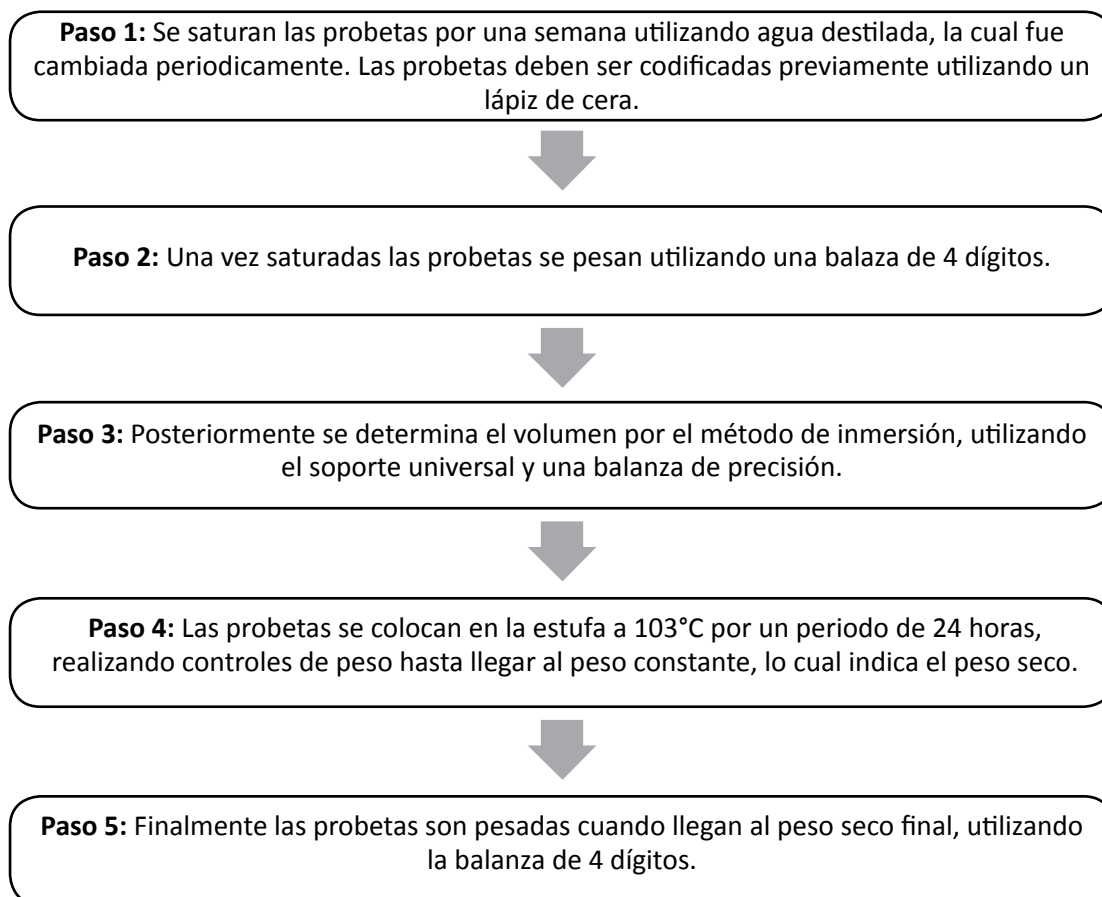 Paso 1: Se saturan las probetas por una semana utilizando agua destilada, la cual fue
cambiada periodicamente. Las probetas deben ser codificadas previamente utilizando un
lápiz de cera.
Paso 2: Una vez saturadas las probetas se pesan utilizando una balaza de 4 dígitos.
Paso 3: Posteriormente se determina el volumen por el método de inmersión, utilizando
el soporte universal y una balanza de precisión.
Paso 4: Las probetas se colocan en la estufa a 103°C por un periodo de 24 horas,
realizando controles de peso hasta llegar al peso constante, lo cual indica el peso seco.
Paso 5: Finalmente las probetas son pesadas cuando llegan al peso seco final, utilizando
la balanza de 4 dígitos.